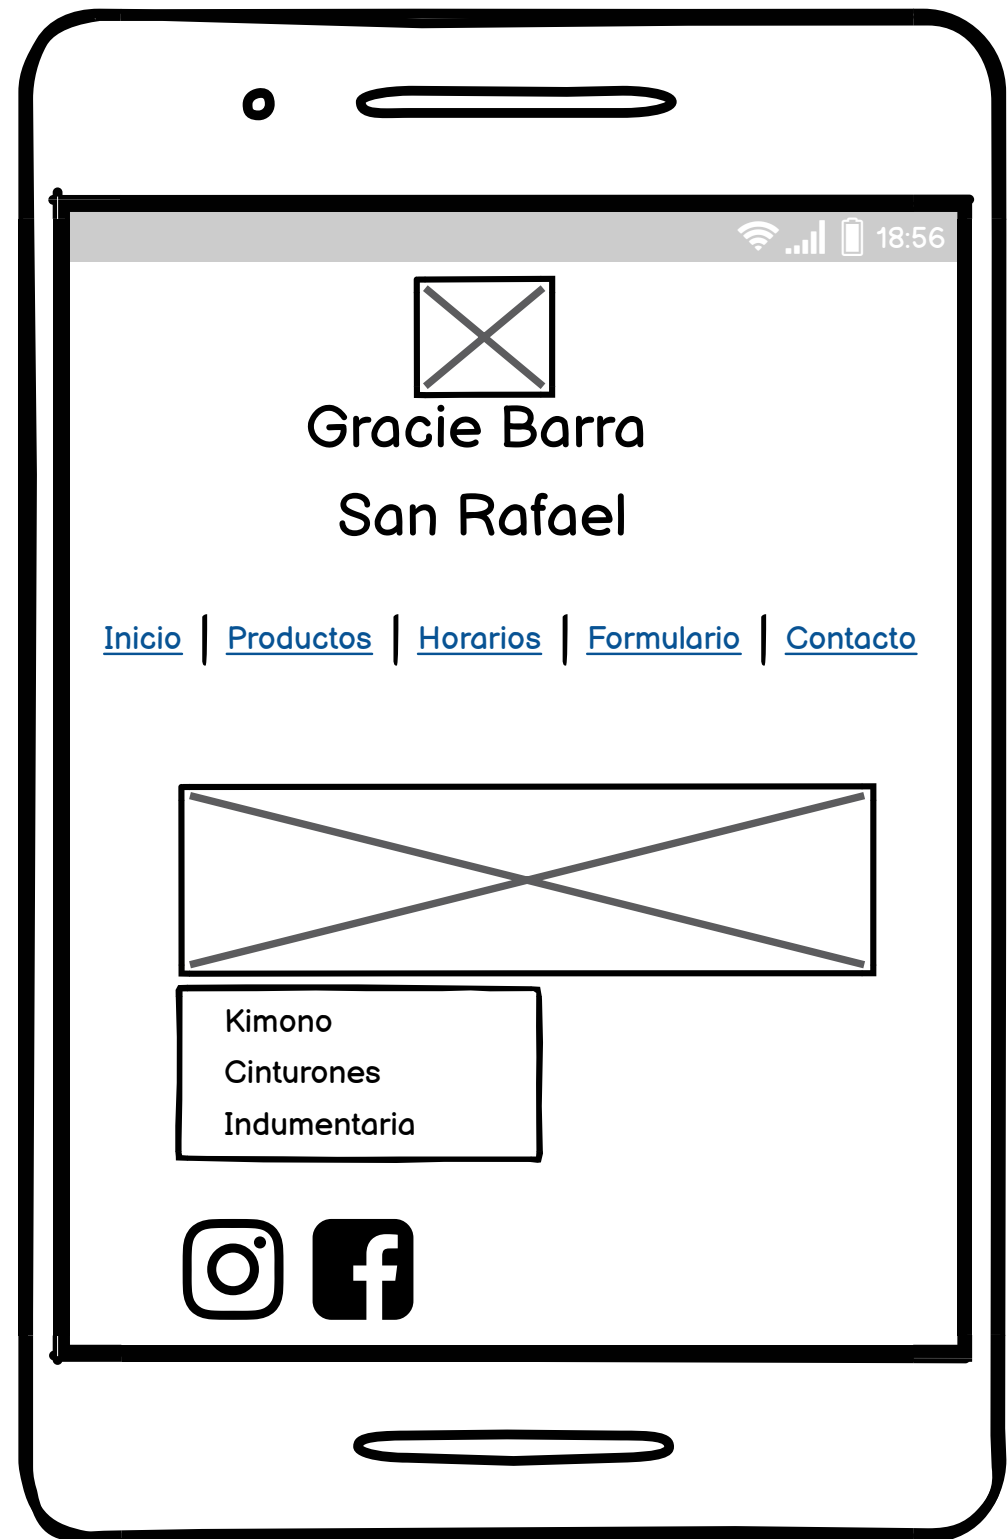 18:56
Gracie Barra
San Rafael
Inicio | Productos | Horarios | Formulario | Contacto
Kimono
Cinturones
Indumentaria